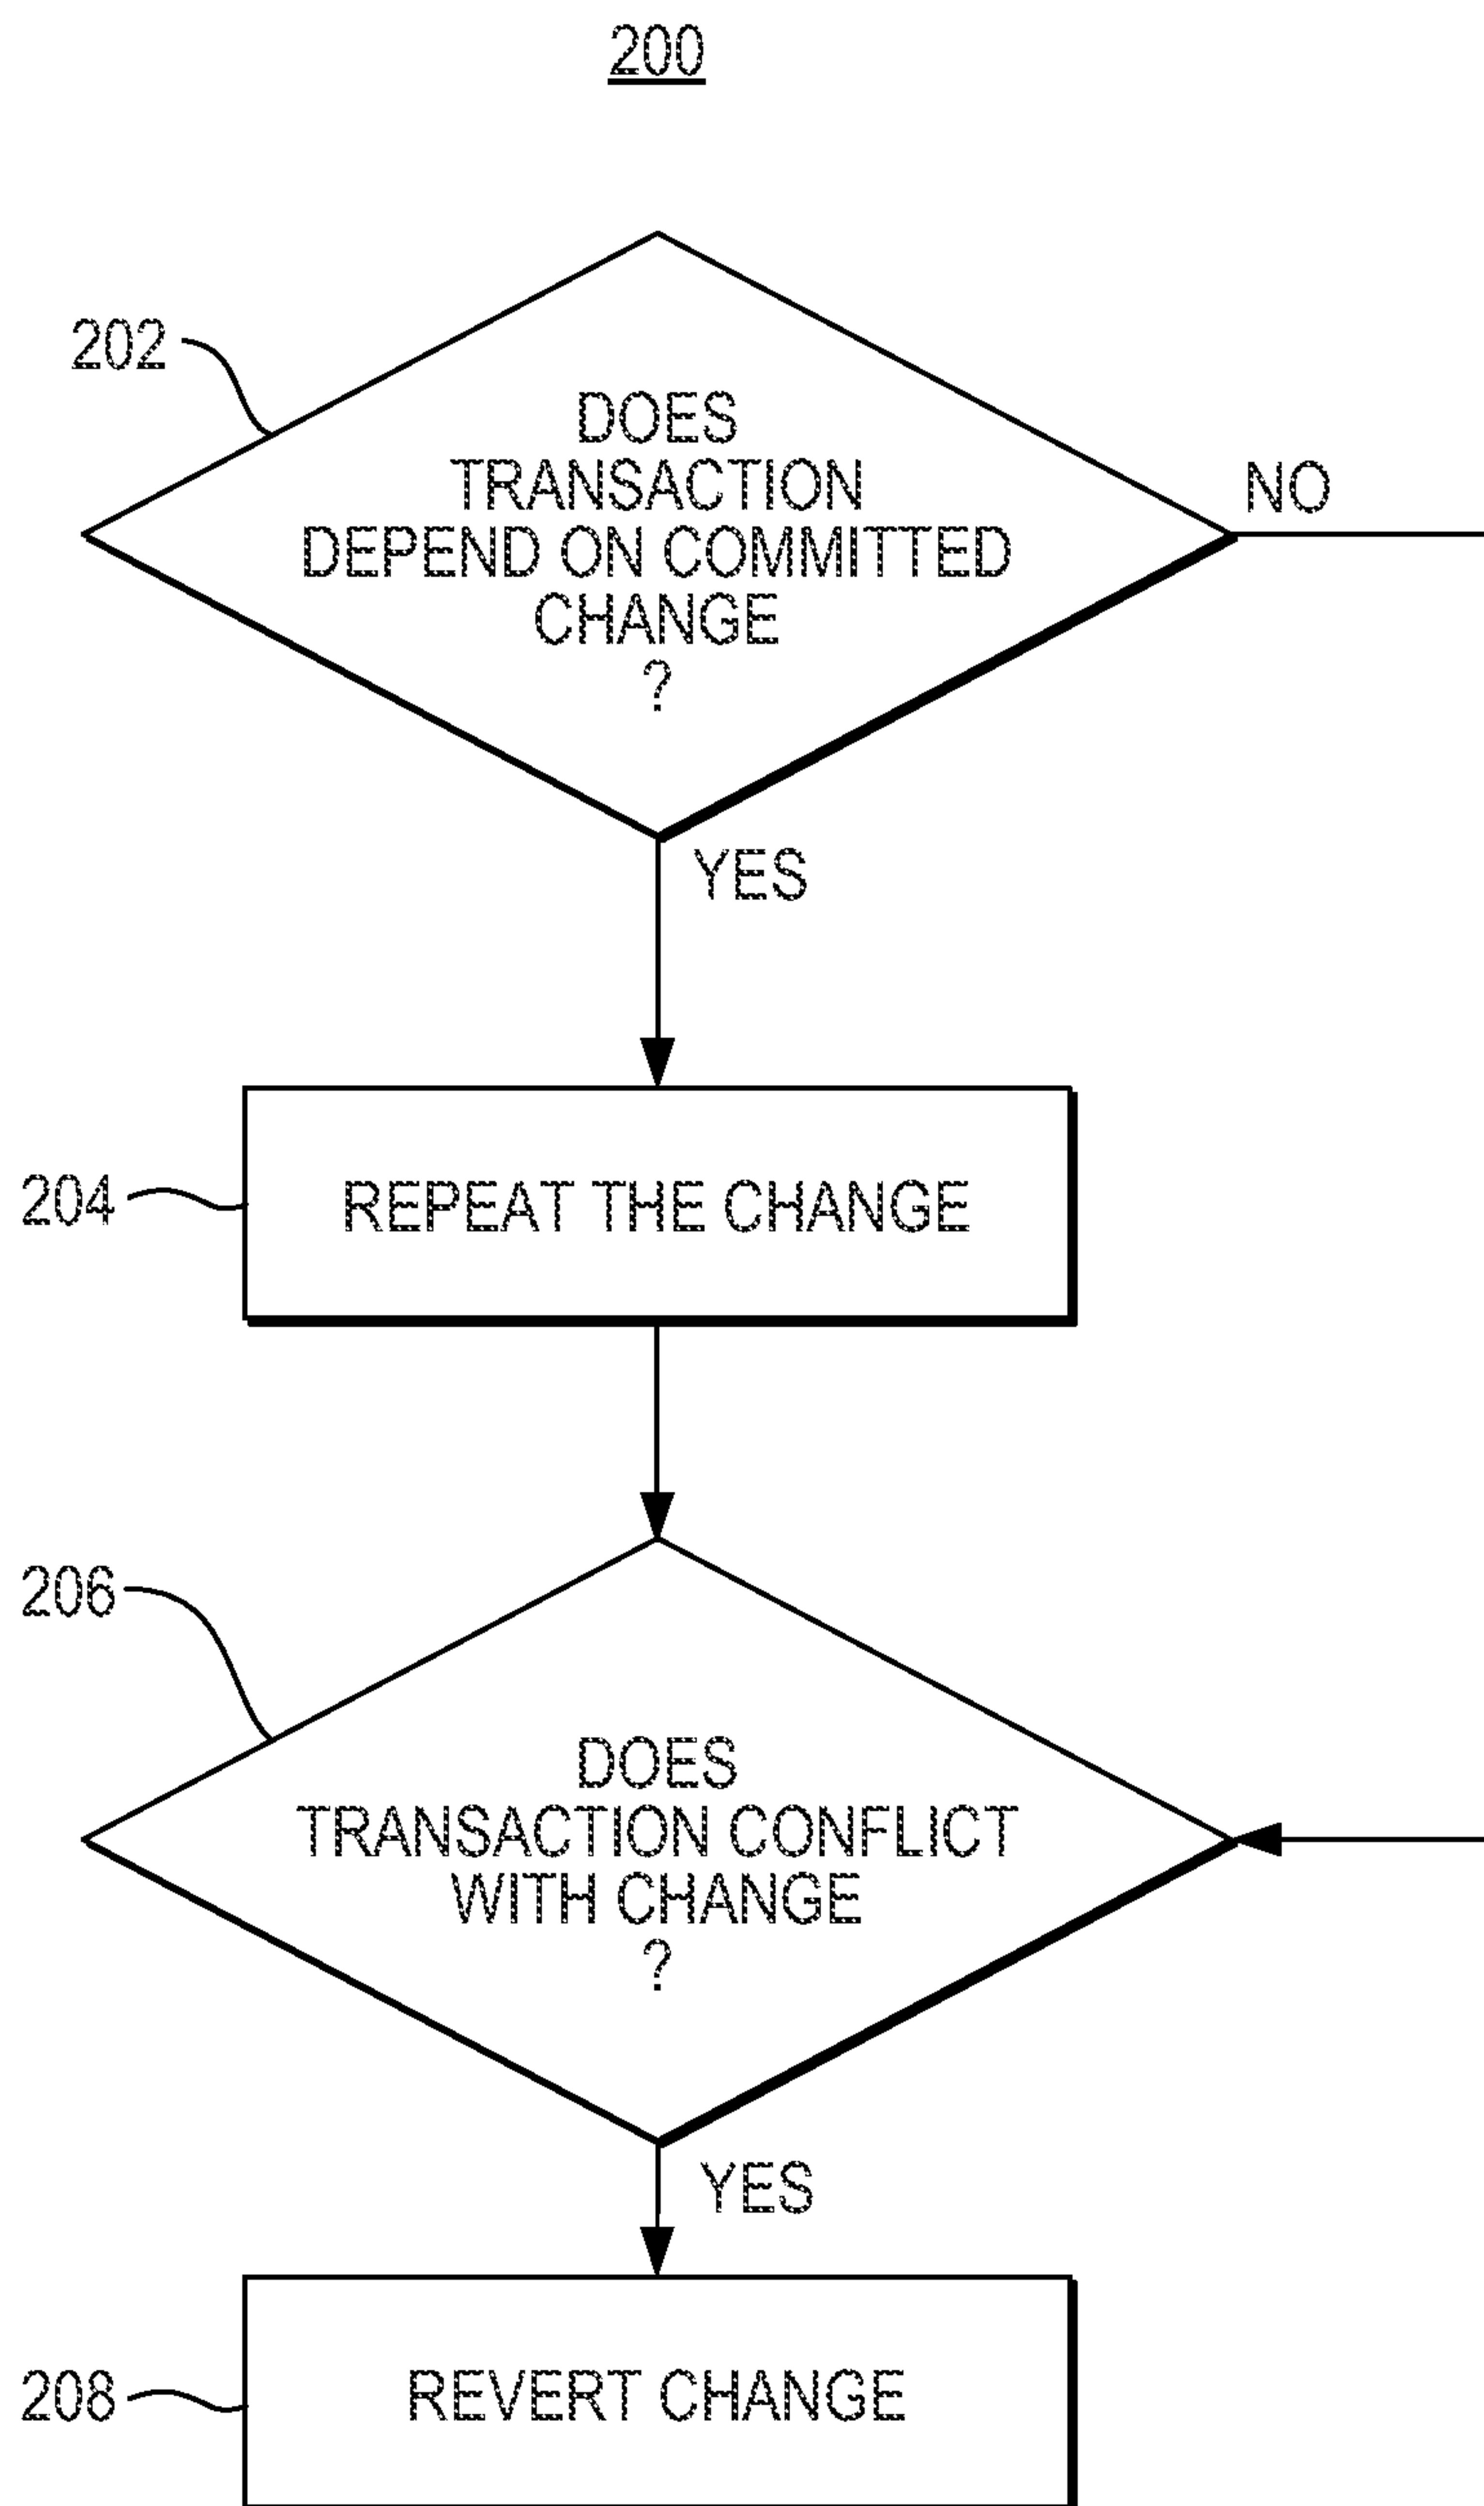 200
202
DOES
TRANSACTION
DEPEND ON COMMITTED
CHANGE
?
NO
YES
204
REPEAT THE CHANGE
206
DOES
TRANSACTION CONFLICT
WITH CHANGE
?
YES
208
REVERT CHANGE